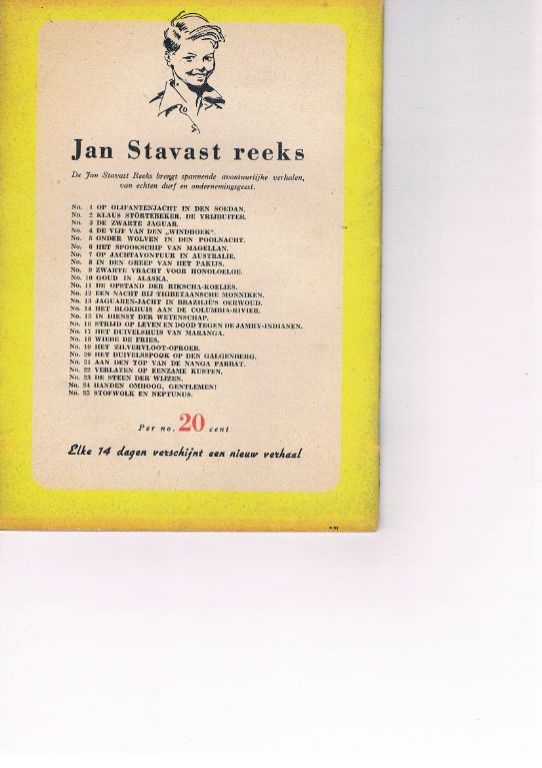 Jan Stavast reeks
De Jan Stavast Reeks brengt spannende avontuurlijke verhalen,
van echten durf en ondernemingsgeest.
No. 1 OP OLIFANTENJACHT IN DEN SOEDAN.
No. 2 KLAUS STÖRTEBEKER, DE VRIJBUITER.
No. 3 DE ZWARTE JAGUAR.
No. 4 DE VIJF VAN DEN „WINDHOEK".
No. 5 ONDER WOLVEN IN DEN POOLNACHT.
No. 6 HET SPOOKSCHIP VAN MAGELLAN.
No. 7 OP JACHTAVONTUUR IN AUSTRALIE.
No. 8 IN DEN GREEP VAN HET PAKIJS.
No. 9 ZWARTE VRACHT VOOR HONOLOELOE.
No. 10 GOUD IN ALASKA.
No. 11 DE OPSTAND DER RIKSCHA-KOELIES.
No. 12 EEN NACHT BIJ THIBETAANSCHE MONNIKEN.
No. 13 JAGUAREN-JACHT IN BRAZILIË'S OERWOUD.
No. 14 HET BLOKHUIS AAN DE COLUMBIA-RIVIER.
No. 15 IN DIENST DER WETENSCHAP.
No. 16 STRIJD OP LEVEN EN DOOD TEGEN DE JAMRY-INDIANEN.
No. 17 HET DUIVELSHUIS VAN MARANGA.
No. 18 WIEBE DE FRIES.
No. 19 HET ZILVERVLOOT-OPROER.
No. 20 HET DUIVELSSPOOK OP DEN GALGENBERG.
No. 21 AAN DEN TOP VAN DE NANGA PARBAT.
No. 22 VERLATEN OP EENZAME KUSTEN.
No. 23 DE STEEN DER WIJZEN.
No. 24 HANDEN OMHOOG, GENTLEMEN!
No. 25 STOFWOLK EN NEPTUNUS.
Per no. 20 cent
Elke 14 dagen verschijnt een nieuw verhaal